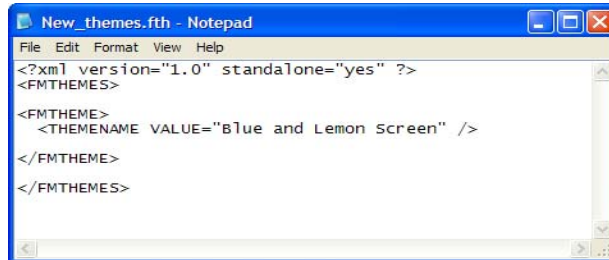 New_themes.fth - Notepad
File Edit Format View Help
<?xml version="1.0" standalone="yes" ?>
<FMTHEMES>
<FMTHEME>
<THEMENAME VALUE="Blue and Lemon Screen" />
</FMTHEME>
</FMTHEMES>